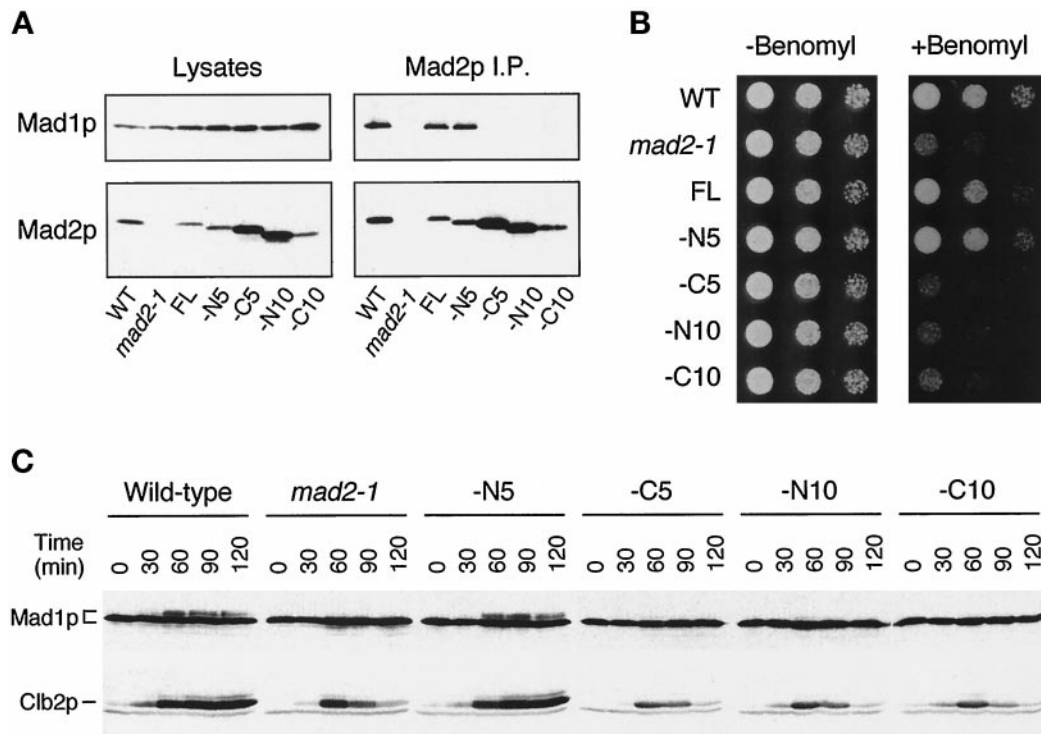 A
Lysates
Mad2p I.P.
Mad1p
Mad2p
WT
mad2-1
FL
-N5
-C5
-N10
-C10
WT
mad2-1
FL
-N5
-C5
-N10
-C10
B
-Benomyl
+Benomyl
WT
mad2-1
FL
-N5
-C5
-N10
-C10
C
Wild-type
mad2-1
-N5
-C5
-N10
-C10
Time
(min)
0 30 60 90 120
0 30 60 90 120
0 30 60 90 120
0 30 60 90 120
0 30 60 90 120
0 30 60 90 120
Mad1p
Clb2p